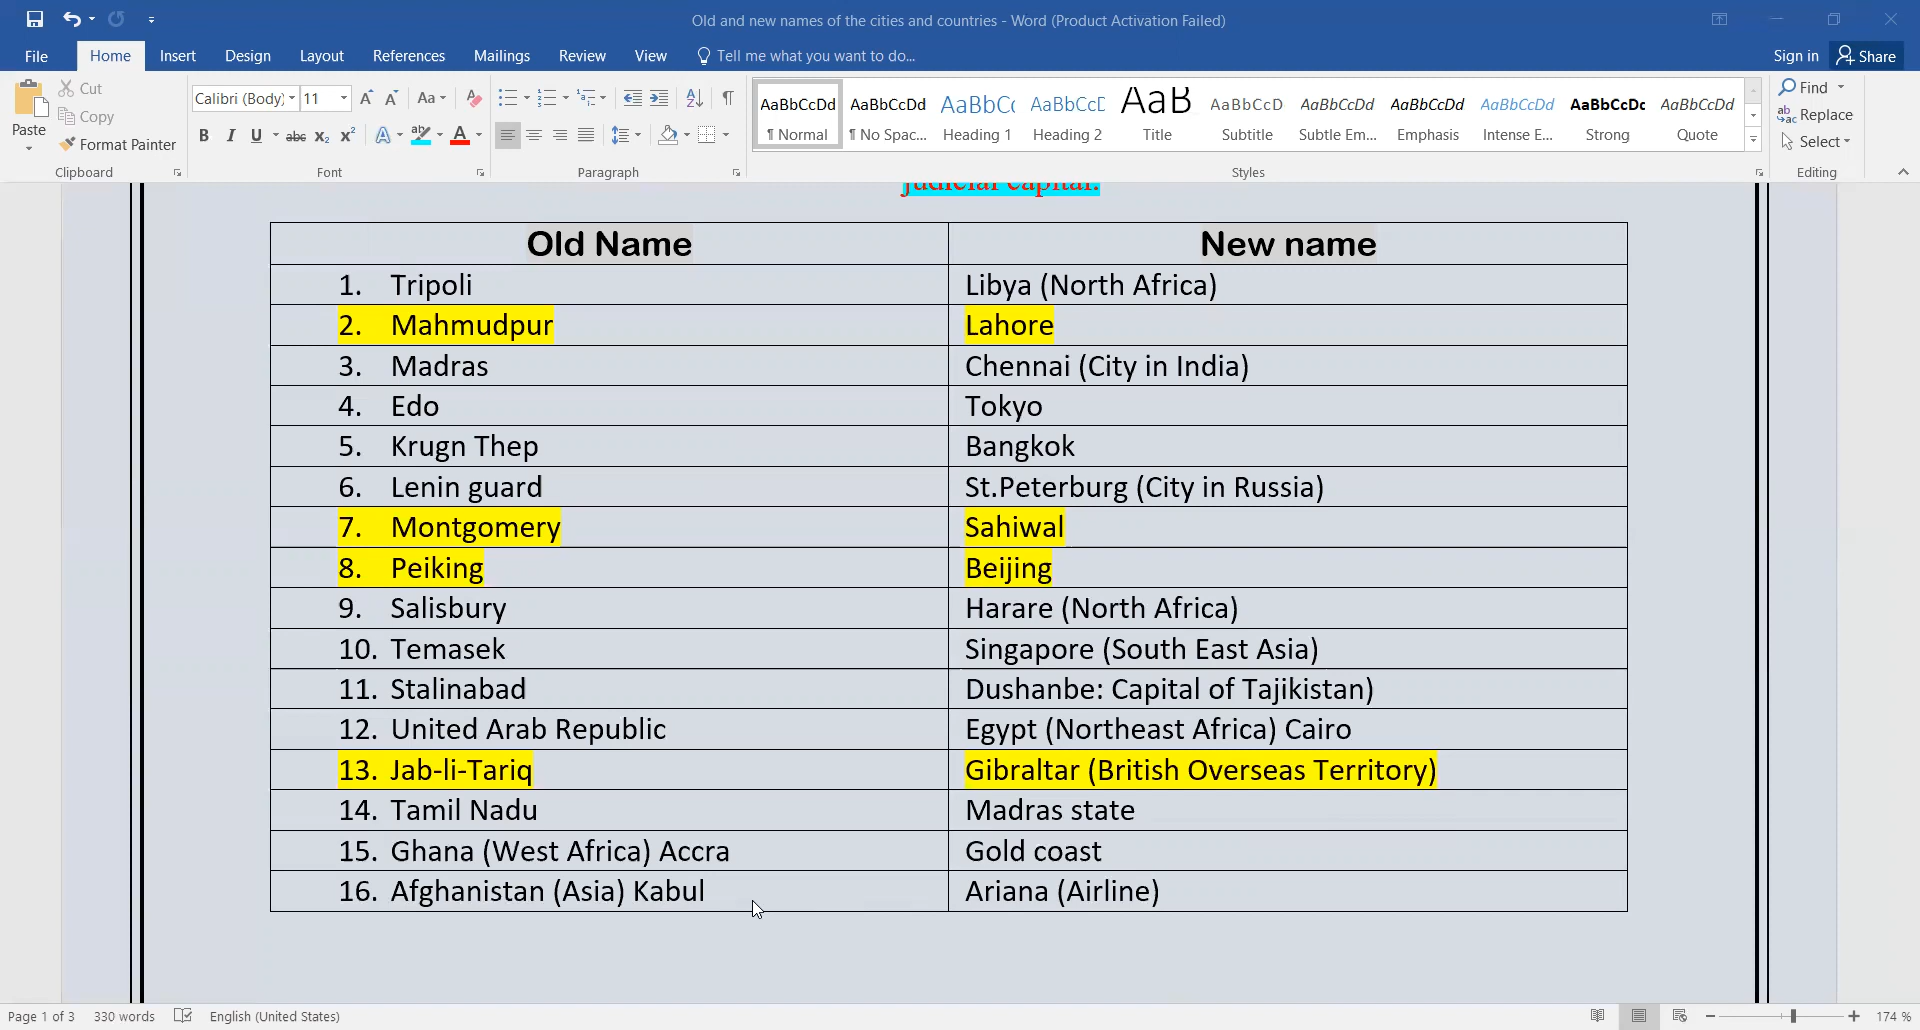 Old and new names of the cities and countries - Word (Product Activation Failed)
File Home Insert Design Layout References Mailings Review View Tell me what you want to do... Sign in Share
Paste
Cut
Copy
Format Painter
Clipboard
Calibri (Body) 11
Font
Paragraph
AaBbCcDd AaBbCcDd AaBbC AaBbCcD AaB AaBbCcD AaBbCcDd AaBbCcDd AaBbCcDd AaBbCcDc AaBbCcDd
¶ Normal ¶ No Spac... Heading 1 Heading 2 Title Subtitle Subtle Em... Emphasis Intense E... Strong Quote
Styles
Find
Replace
Select
Editing
judicial capital.
Old Name New name
1. Tripoli Libya (North Africa)
2. Mahmudpur Lahore
3. Madras Chennai (City in India)
4. Edo Tokyo
5. Krugn Thep Bangkok
6. Lenin guard St.Peterburg (City in Russia)
7. Montgomery Sahiwal
8. Peiking Beijing
9. Salisbury Harare (North Africa)
10. Temasek Singapore (South East Asia)
11. Stalinabad Dushanbe: Capital of Tajikistan)
12. United Arab Republic Egypt (Northeast Africa) Cairo
13. Jab-li-Tariq Gibraltar (British Overseas Territory)
14. Tamil Nadu Madras state
15. Ghana (West Africa) Accra Gold coast
16. Afghanistan (Asia) Kabul Ariana (Airline)
Page 1 of 3 330 words English (United States) 174 %